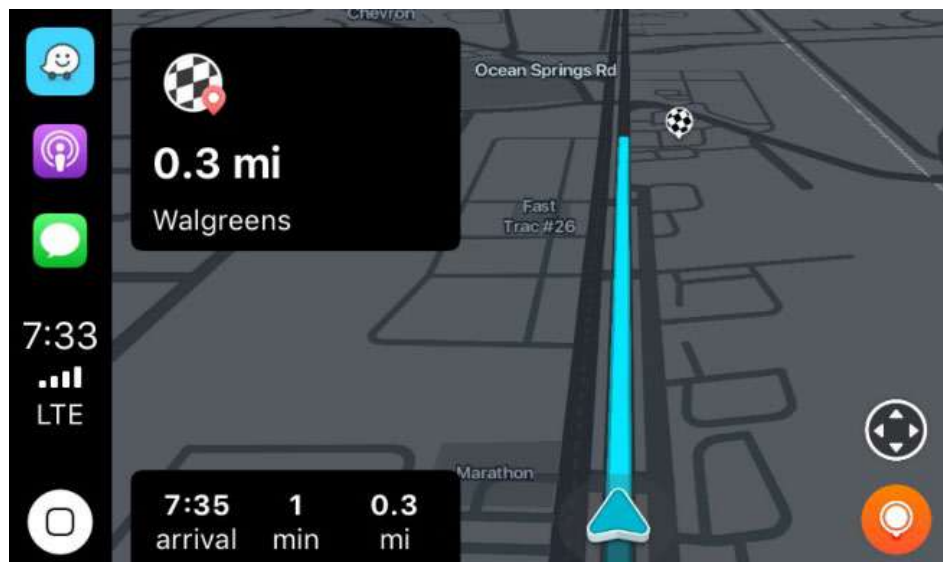 Chevron
0.3 mi
Walgreens
Ocean Springs Rd
Fast
Trac #26
7:33
LTE
Marathon
7:35 1 0.3
arrival min mi